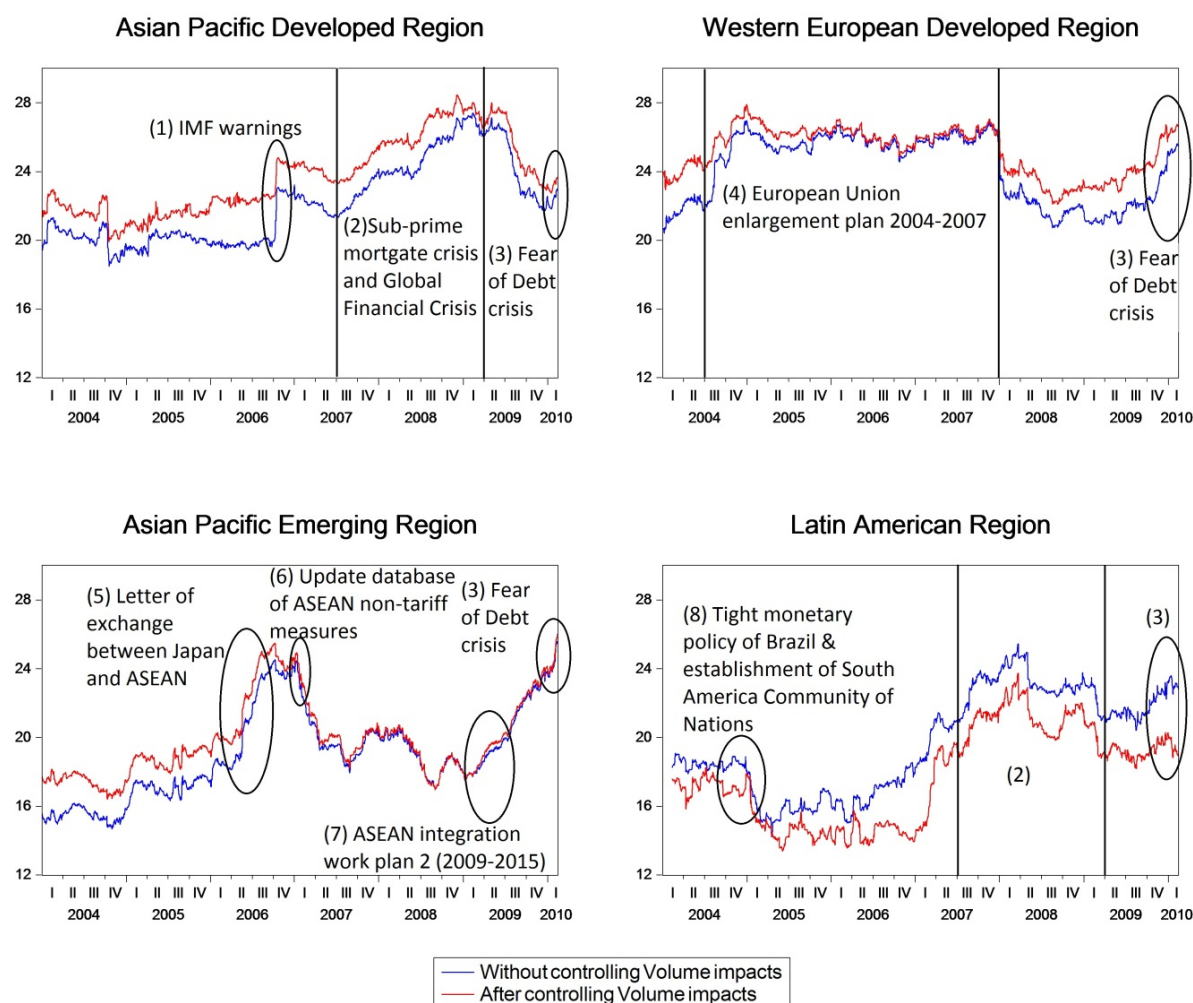 Asian Pacific Developed Region
28
24
20
16
12
(1) IMF warnings
(2)Sub-prime
mortgate crisis
and Global
Financial Crisis
(3) Fear
of Debt
crisis
I II III IV I II III IV I II III IV I II III IV I II III IV I II III IV I
2004 2005 2006 2007 2008 2009 2010
Western European Developed Region
28
24
20
16
12
(4) European Union
enlargement plan 2004-2007
(3) Fear
of Debt
crisis
I II III IV I II III IV I II III IV I II III IV I II III IV I II III IV I
2004 2005 2006 2007 2008 2009 2010
Asian Pacific Emerging Region
28
24
20
16
12
(5) Letter of
exchange
between Japan
and ASEAN
(6) Update database
of ASEAN non-tariff
measures
(3) Fear
of Debt
crisis
(7) ASEAN integration
work plan 2 (2009-2015)
I II III IV I II III IV I II III IV I II III IV I II III IV I II III IV I
2004 2005 2006 2007 2008 2009 2010
Latin American Region
28
24
20
16
12
(8) Tight monetary
policy of Brazil &
establishment of South
America Community of
Nations
(3)
(2)
I II III IV I II III IV I II III IV I II III IV I II III IV I II III IV I
2004 2005 2006 2007 2008 2009 2010
Without controlling Volume impacts
After controlling Volume impacts